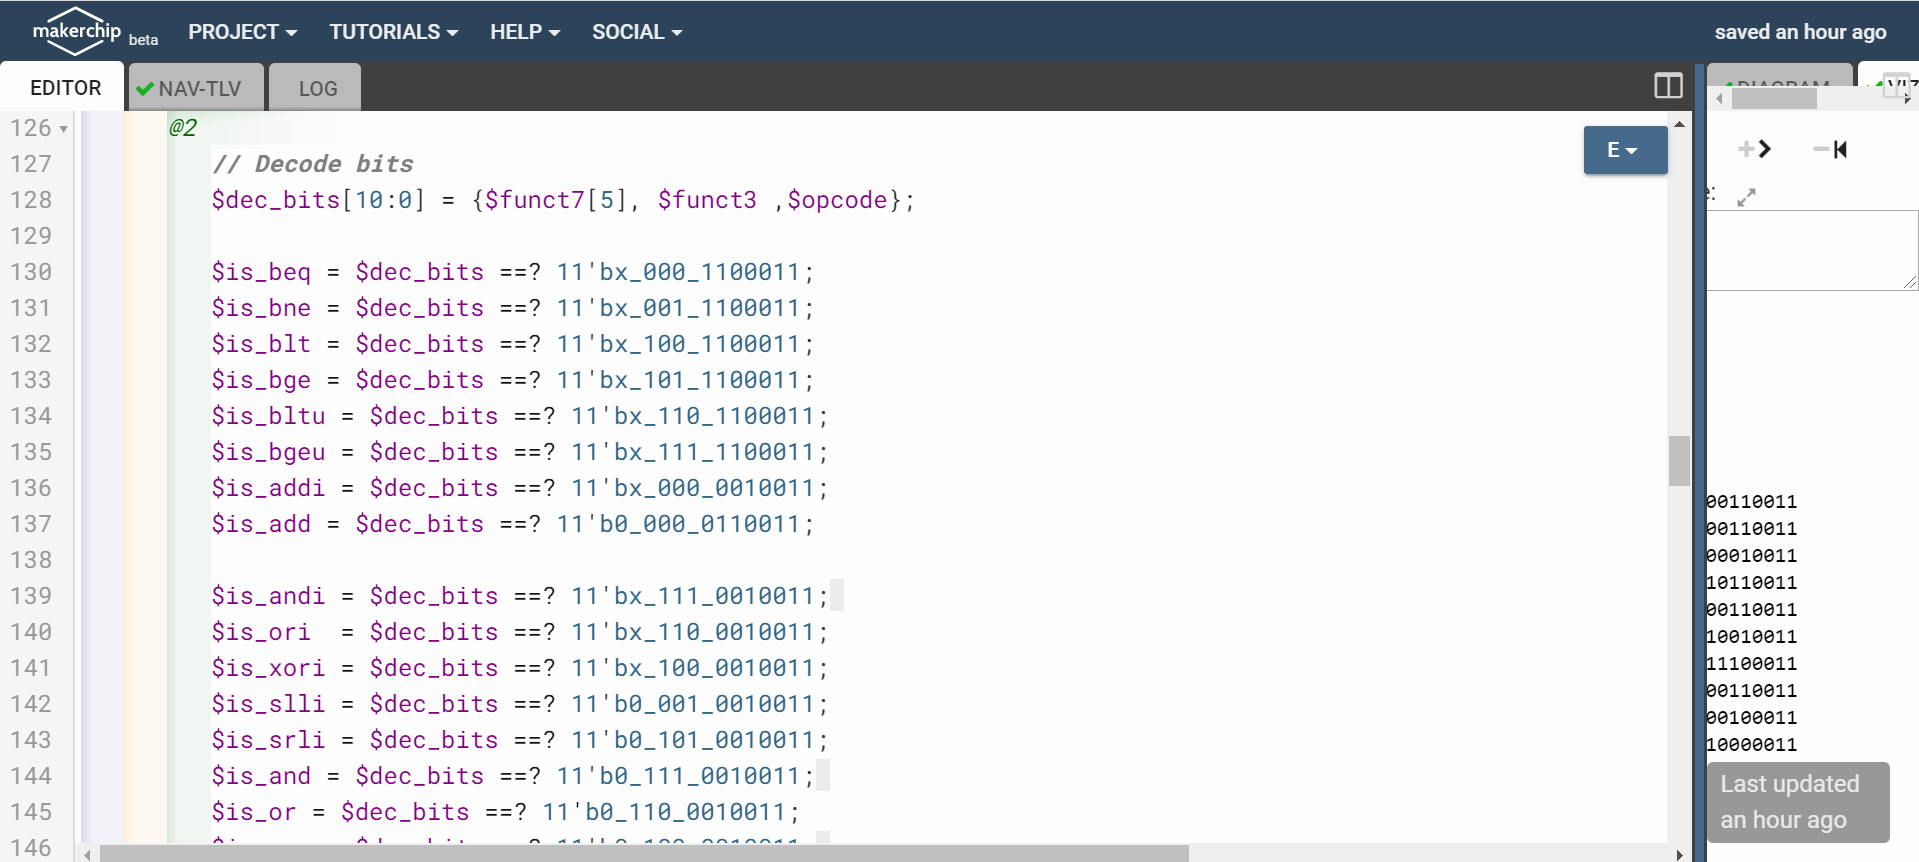 makerchip beta PROJECT TUTORIALS HELP SOCIAL saved an hour ago
EDITOR NAV-TLV LOG
126 @2
127 // Decode bits
128 $dec_bits[10:0] = {$funct7[5], $funct3 ,$opcode};
129
130 $is_beq = $dec_bits ==? 11'bx_000_1100011;
131 $is_bne = $dec_bits ==? 11'bx_001_1100011;
132 $is_blt = $dec_bits ==? 11'bx_100_1100011;
133 $is_bge = $dec_bits ==? 11'bx_101_1100011;
134 $is_bltu = $dec_bits ==? 11'bx_110_1100011;
135 $is_bgeu = $dec_bits ==? 11'bx_111_1100011;
136 $is_addi = $dec_bits ==? 11'bx_000_0010011;
137 $is_add = $dec_bits ==? 11'b0_000_0110011;
138
139 $is_andi = $dec_bits ==? 11'bx_111_0010011;
140 $is_ori  = $dec_bits ==? 11'bx_110_0010011;
141 $is_xori = $dec_bits ==? 11'bx_100_0010011;
142 $is_slli = $dec_bits ==? 11'b0_001_0010011;
143 $is_srli = $dec_bits ==? 11'b0_101_0010011;
144 $is_and = $dec_bits ==? 11'b0_111_0010011;
145 $is_or = $dec_bits ==? 11'b0_110_0010011;
146
E
DIAGRAM VIZ
e:
00110011
00110011
00010011
10110011
00110011
10010011
11100011
00110011
00100011
10000011
Last updated
an hour ago